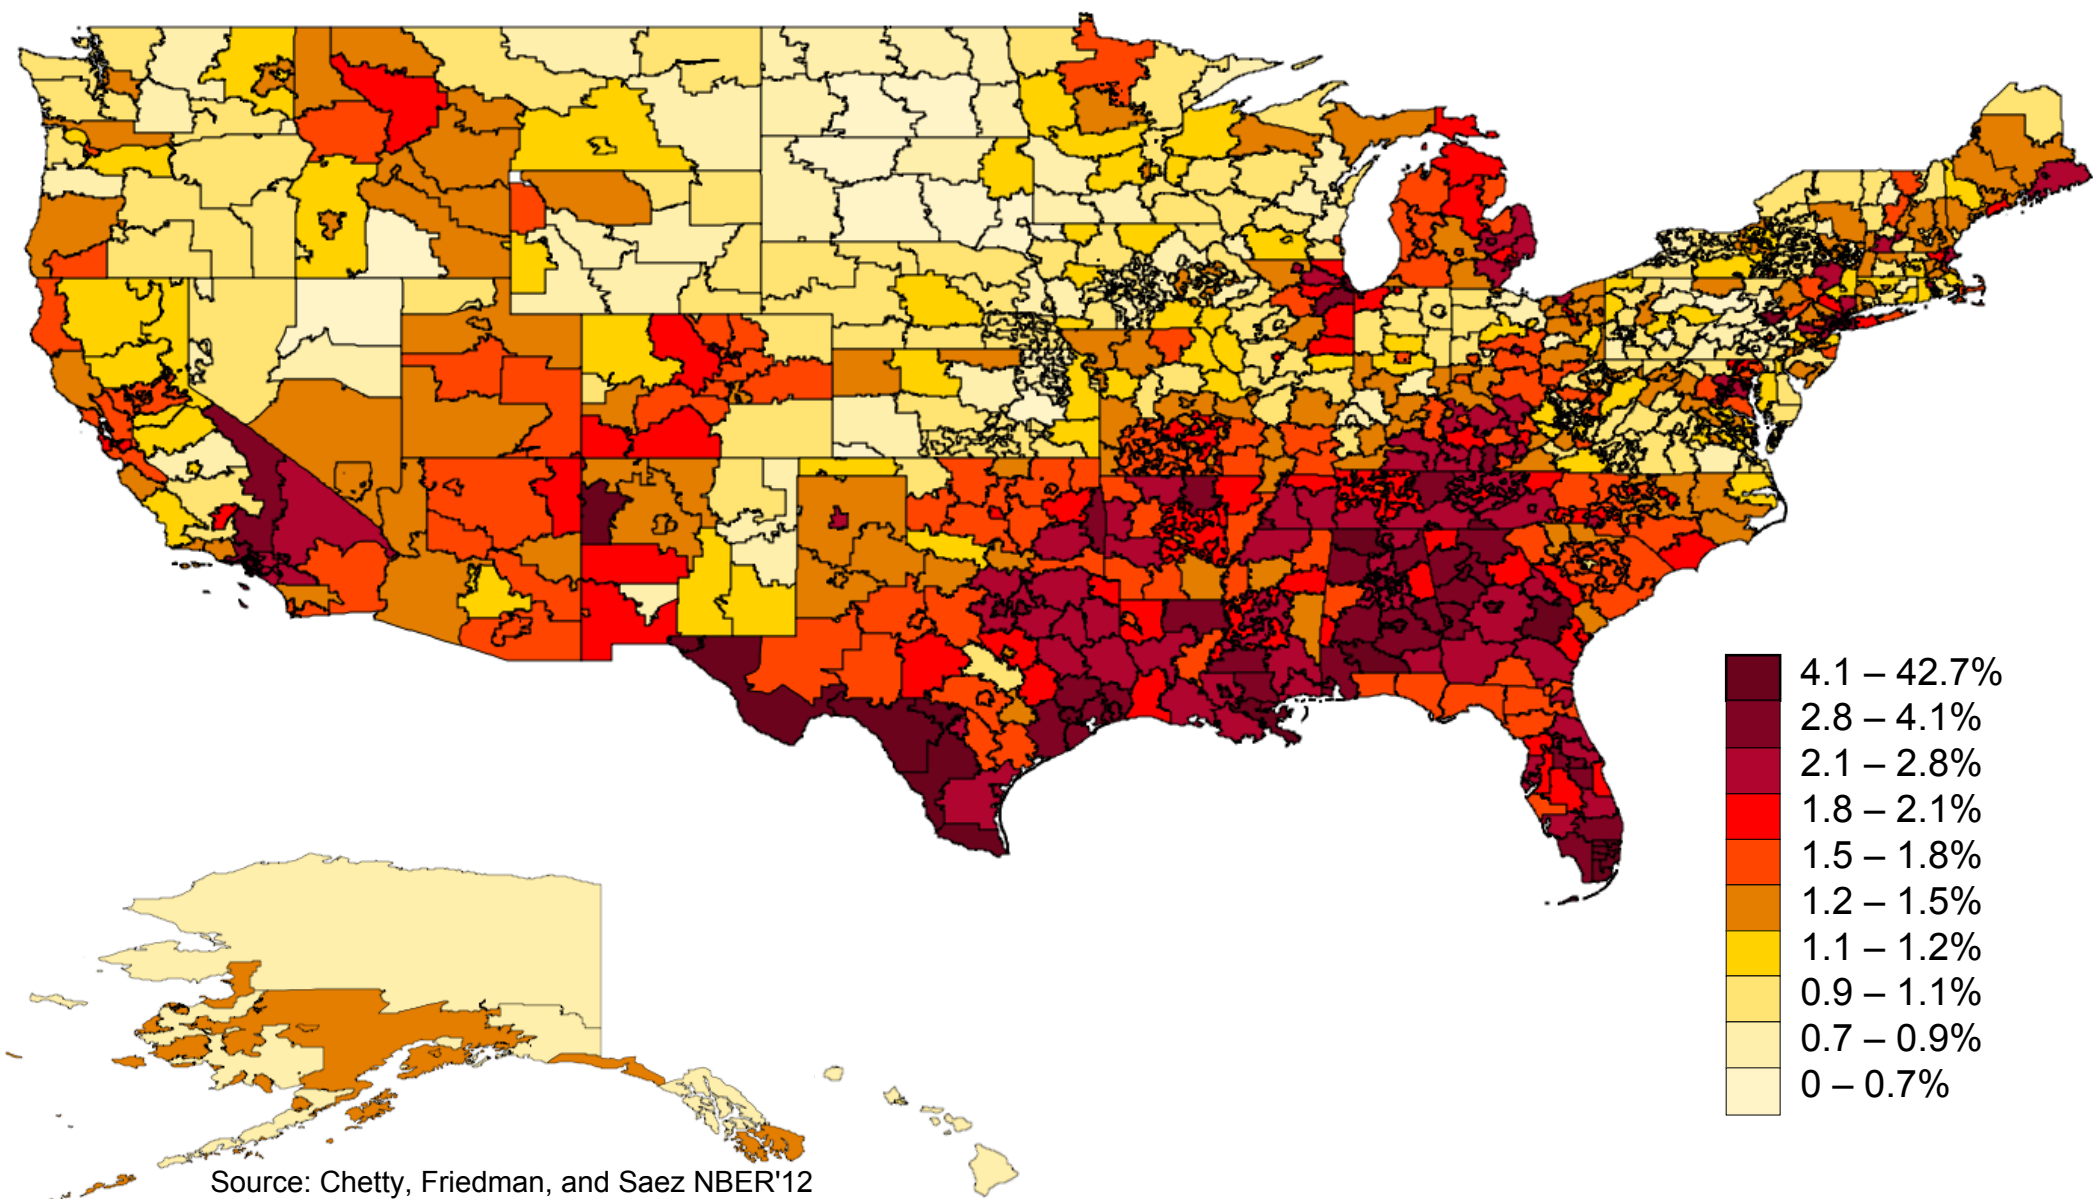 4.1 – 42.7%
2.8 – 4.1%
2.1 – 2.8%
1.8 – 2.1%
1.5 – 1.8%
1.2 – 1.5%
1.1 – 1.2%
0.9 – 1.1%
0.7 – 0.9%
0 – 0.7%
Source: Chetty, Friedman, and Saez NBER'12